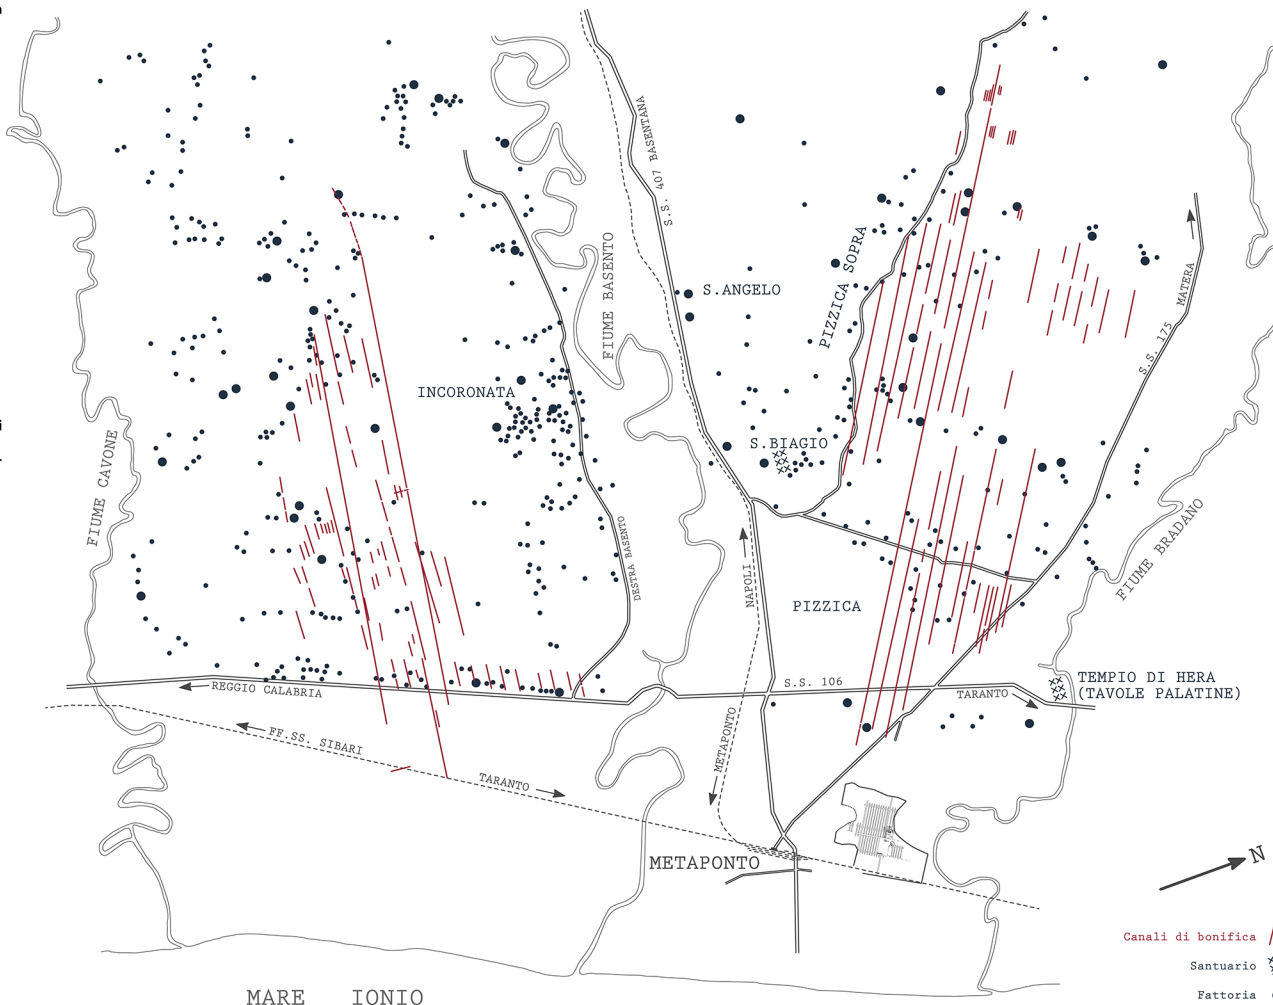 S.S. 407 BASENTANA
FIUME BASENTO
S.ANGELO
PIZZICA SOPRA
MATERA
S.S. 175
INCORONATA
S.BIAGIO
FIUME CAVONE
DESTRA BASENTO
NAPOLI
PIZZICA
FIUME BRADANO
REGGIO CALABRIA
S.S. 106
TARANTO
TEMPIO DI HERA
(TAVOLE PALATINE)
FF.SS. SIBARI
TARANTO
METAPONTO
METAPONTO
N
Canali di bonifica
Santuario
Fattoria
MARE IONIO